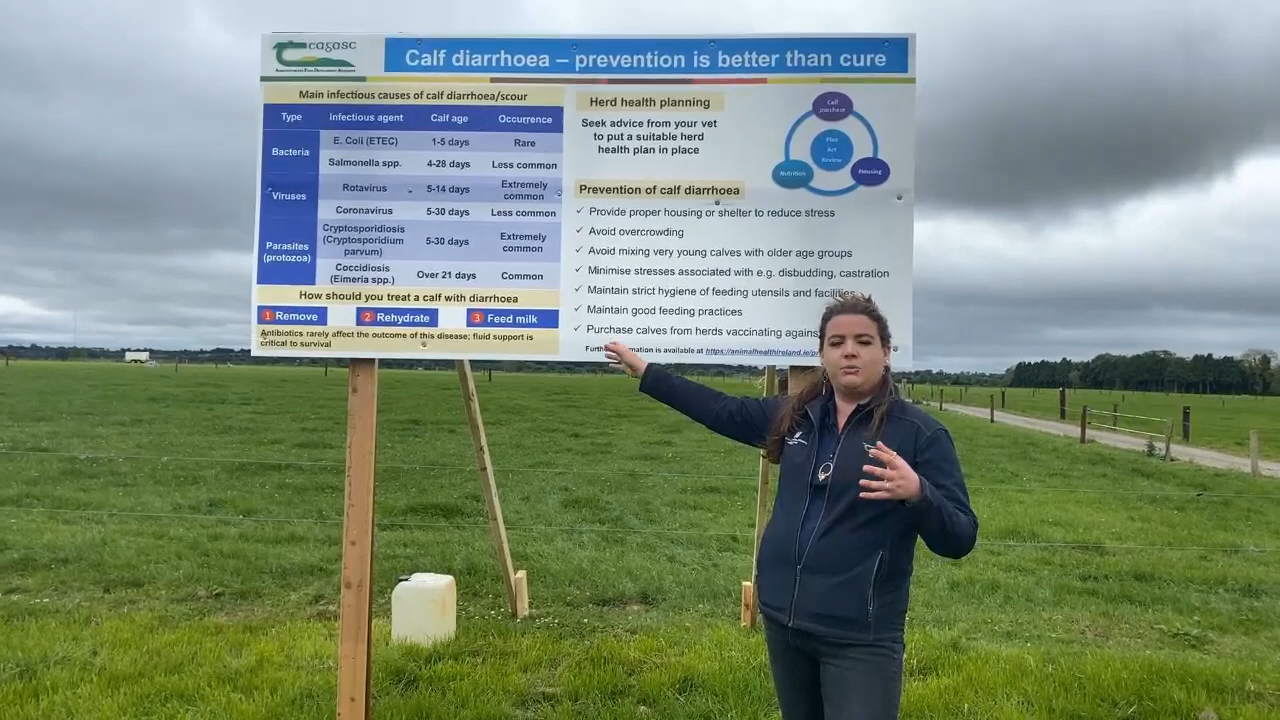 eagasc
AGRICULTURE AND FOOD DEVELOPMENT AUTHORITY
Calf diarrhoea – prevention is better than cure
Main infectious causes of calf diarrhoea/scour
Type Infectious agent Calf age Occurrence
Bacteria
E. Coli (ETEC) 1-5 days Rare
Salmonella spp. 4-28 days Less common
Viruses
Rotavirus 5-14 days Extremely
common
Coronavirus 5-30 days Less common
Parasites
(protozoa)
Cryptosporidiosis
(Cryptosporidium
parvum)
5-30 days
Extremely
common
Coccidiosis
(Eimeria spp.)
Over 21 days Common
How should you treat a calf with diarrhoea
1 Remove 2 Rehydrate 3 Feed milk
Antibiotics rarely affect the outcome of this disease; fluid support is
critical to survival
Herd health planning
Seek advice from your vet
to put a suitable herd
health plan in place
Calf
purchase
Plan
Act
Review
Nutrition
Housing
Prevention of calf diarrhoea
✓ Provide proper housing or shelter to reduce stress
✓ Avoid overcrowding
✓ Avoid mixing very young calves with older age groups
✓ Minimise stresses associated with e.g. disbudding, castration
✓ Maintain strict hygiene of feeding utensils and facilities
✓ Maintain good feeding practices
✓ Purchase calves from herds vaccinating agains
is available at https://animalhealthireland.ie/